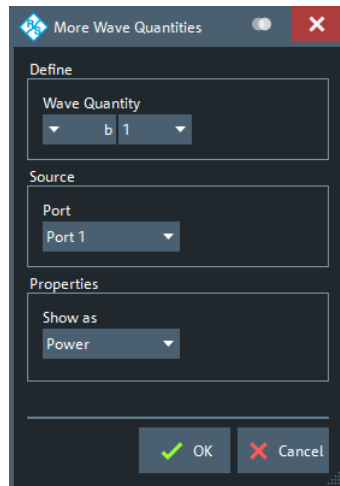 More Wave Quantities
Define
Wave Quantity
b 1
Source
Port
Port 1
Properties
Show as
Power
OK Cancel